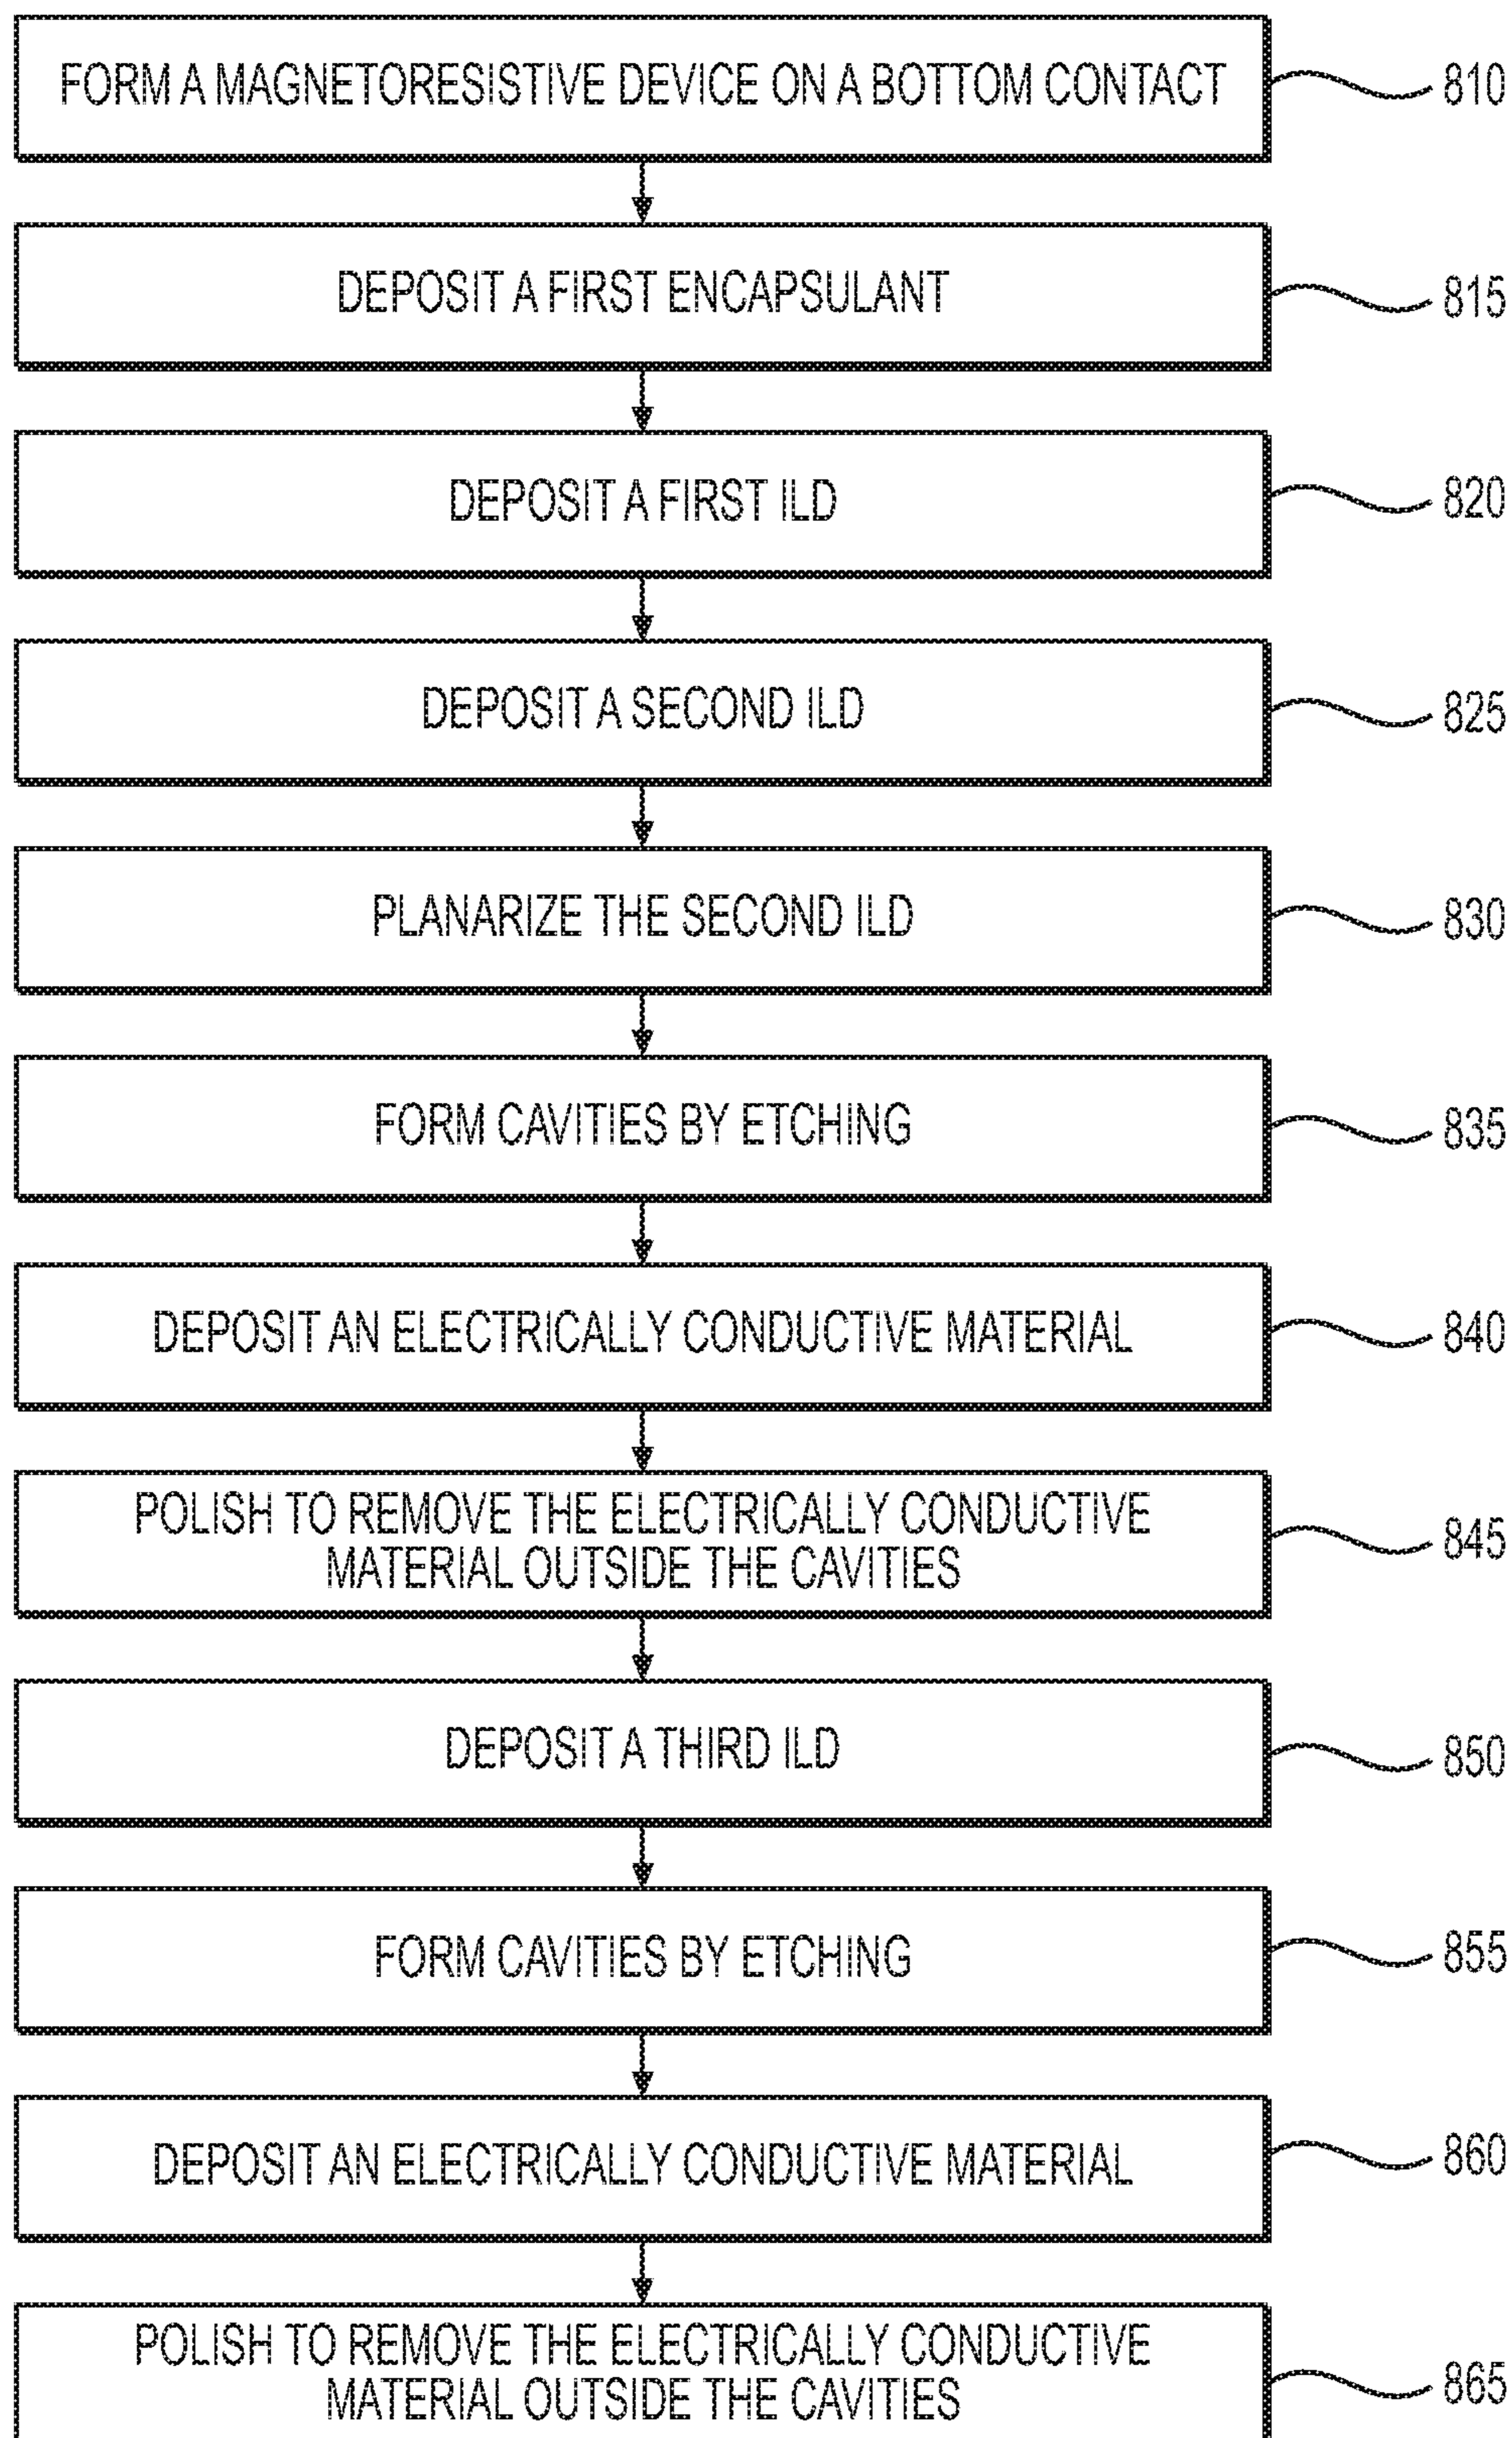 FORM A MAGNETORESISTIVE DEVICE ON A BOTTOM CONTACT
810
DEPOSIT A FIRST ENCAPSULANT
815
DEPOSIT A FIRST ILD
820
DEPOSIT A SECOND ILD
825
PLANARIZE THE SECOND ILD
830
FORM CAVITIES BY ETCHING
835
DEPOSIT AN ELECTRICALLY CONDUCTIVE MATERIAL
840
POLISH TO REMOVE THE ELECTRICALLY CONDUCTIVE
MATERIAL OUTSIDE THE CAVITIES
845
DEPOSIT A THIRD ILD
850
FORM CAVITIES BY ETCHING
855
DEPOSIT AN ELECTRICALLY CONDUCTIVE MATERIAL
860
POLISH TO REMOVE THE ELECTRICALLY CONDUCTIVE
MATERIAL OUTSIDE THE CAVITIES
865